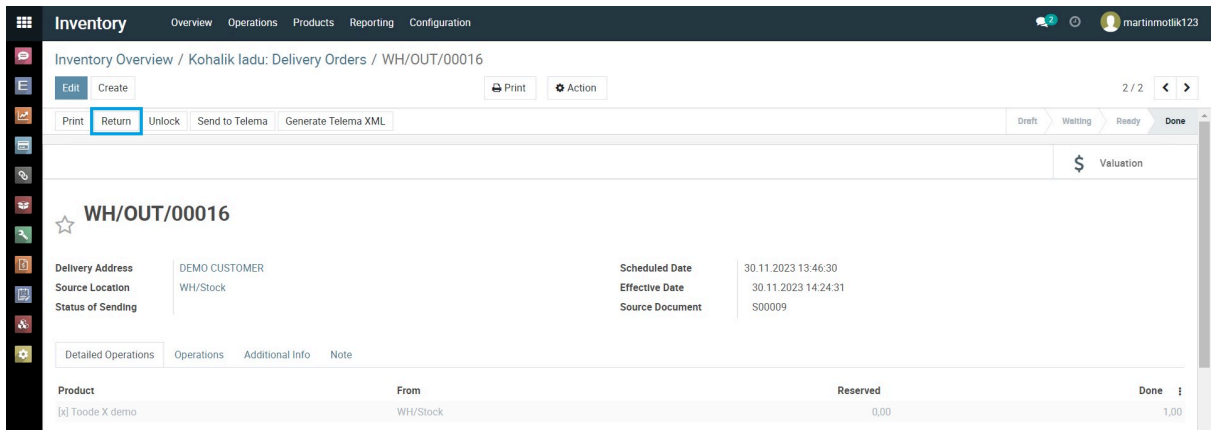 Inventory Overview Operations Products Reporting Configuration 2 martinmotlik123
Inventory Overview / Kohalik ladu: Delivery Orders / WH/OUT/00016
Edit Create Print Action 2 / 2
Print Return Unlock Send to Telema Generate Telema XML Draft Waiting Ready Done
$ Valuation
WH/OUT/00016
Delivery Address DEMO CUSTOMER Scheduled Date 30.11.2023 13:46:30
Source Location WH/Stock Effective Date 30.11.2023 14:24:31
Status of Sending Source Document S00009
Detailed Operations Operations Additional Info Note
Product From Reserved Done
[x] Toode X demo WH/Stock 0,00 1,00